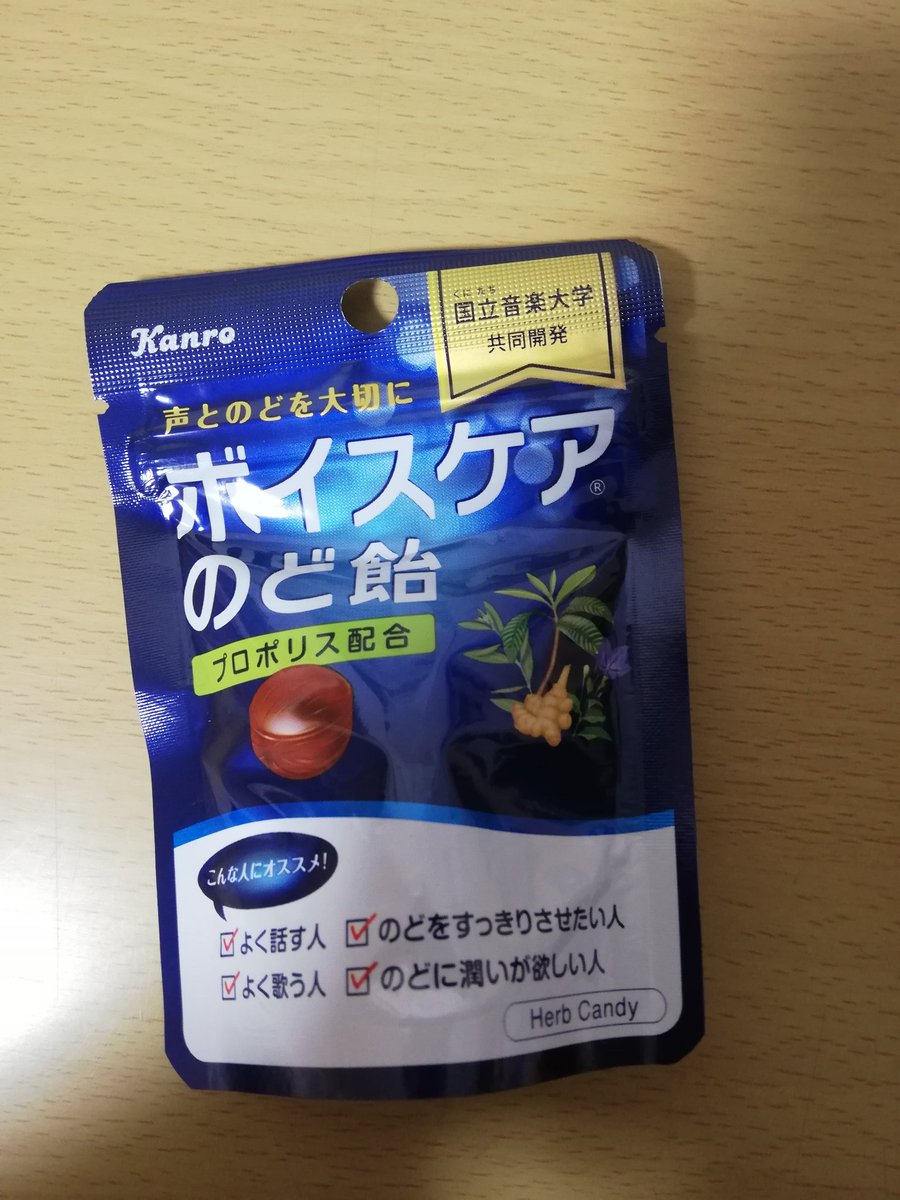 Kanro
くにたち
国立音楽大学
共同開発
声とのどを大切に
ボイスケア®
のど飴
プロポリス配合
こんな人にオススメ!
よく話す人
のどをすっきりさせたい人
よく歌う人
のどに潤いが欲しい人
Herb Candy